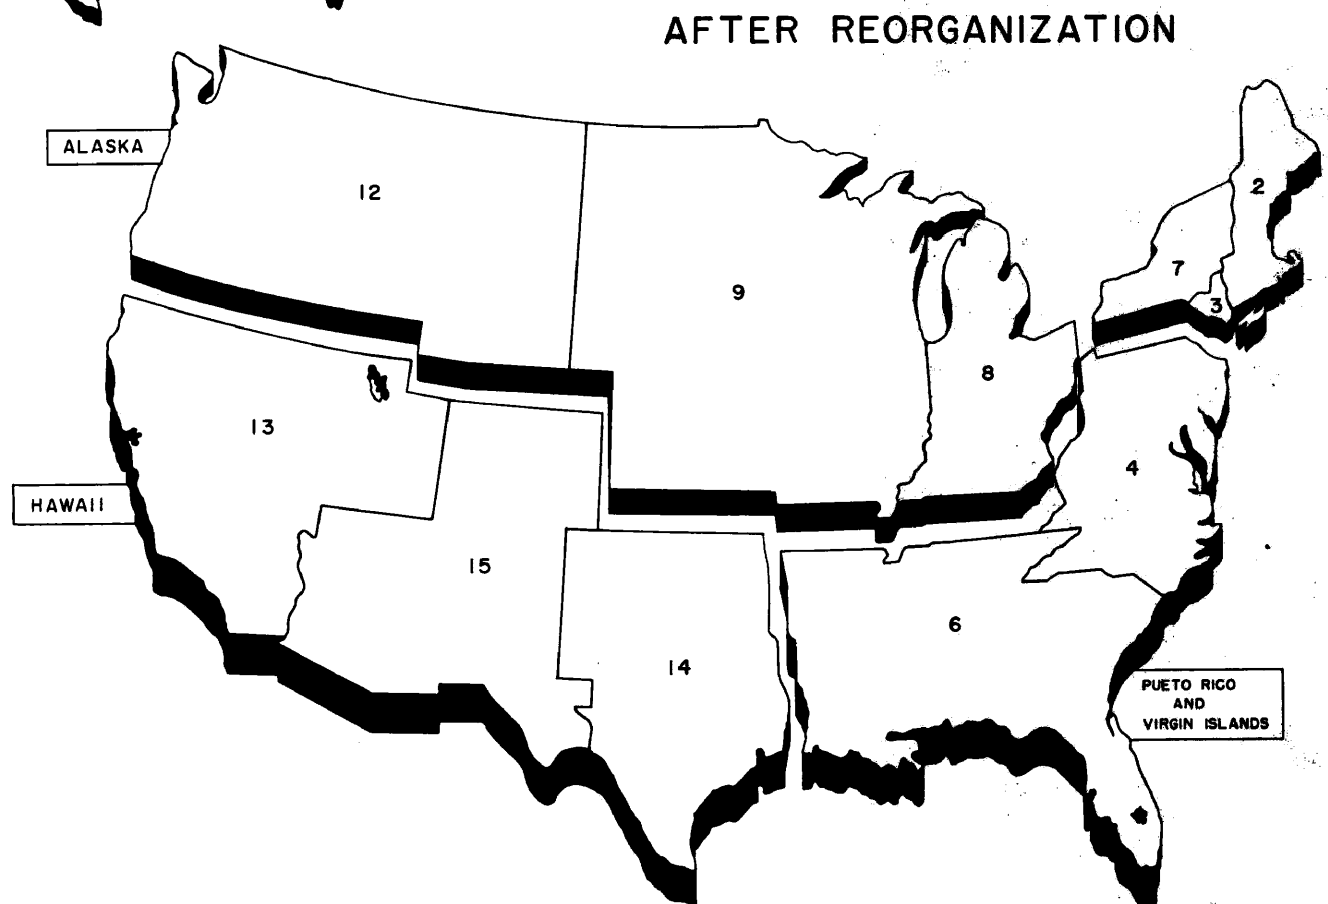 AFTER REORGANIZATION
2
ALASKA
12
7
9
3
8
13
4
HAWAII
15
6
14
PUETO RICO
AND
VIRGIN ISLANDS